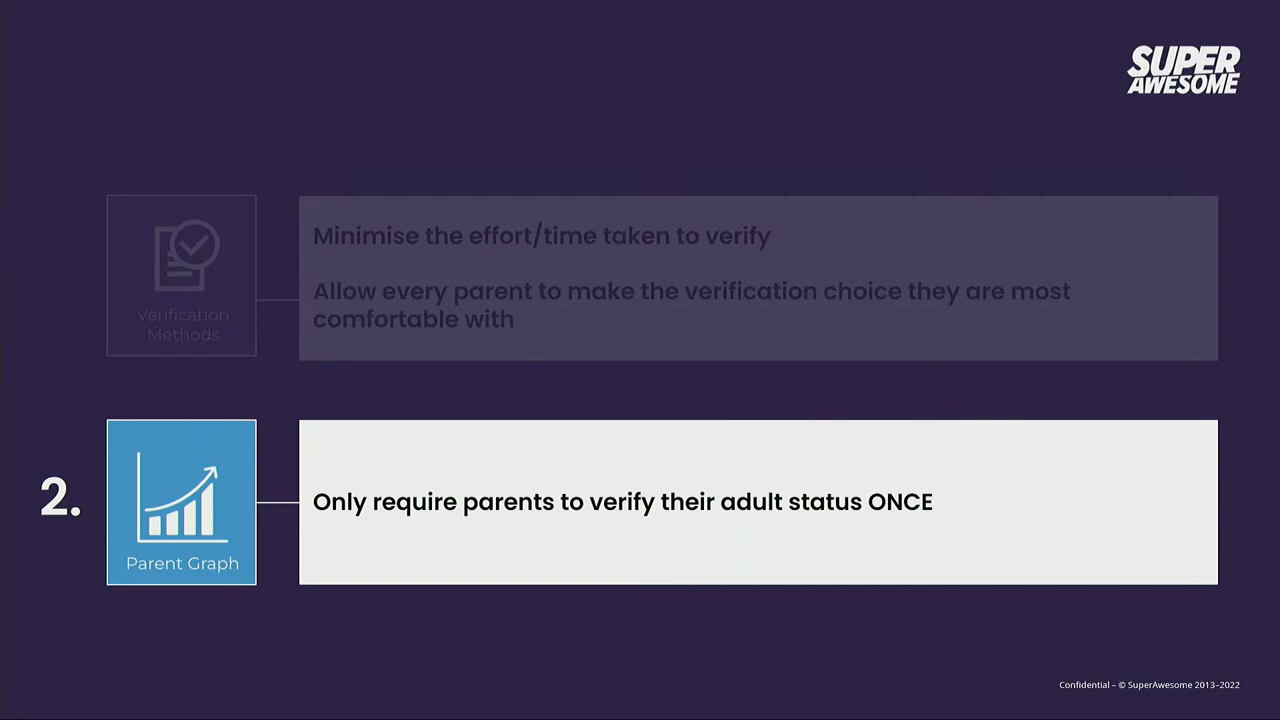 SUPER
AWESOME
Minimise the effort/time taken to verify
Allow every parent to make the verification choice they are most
comfortable with
Verification
Methods
2.
Only require parents to verify their adult status ONCE
Parent Graph
Confidential – © SuperAwesome 2013–2022